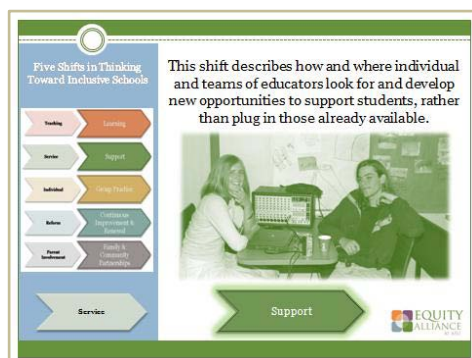 Five Shifts in Thinking
Toward Inclusive Schools
Teaching
Learning
Service
Support
Individual
Group Practice
Reform
Continuous
Improvement &
Renewal
Parent
Involvement
Family &
Community
Partnerships
Service
This shift describes how and where individual
and teams of educators look for and develop
new opportunities to support students, rather
than plug in those already available.
Support
EQUITY
ALLIANCE